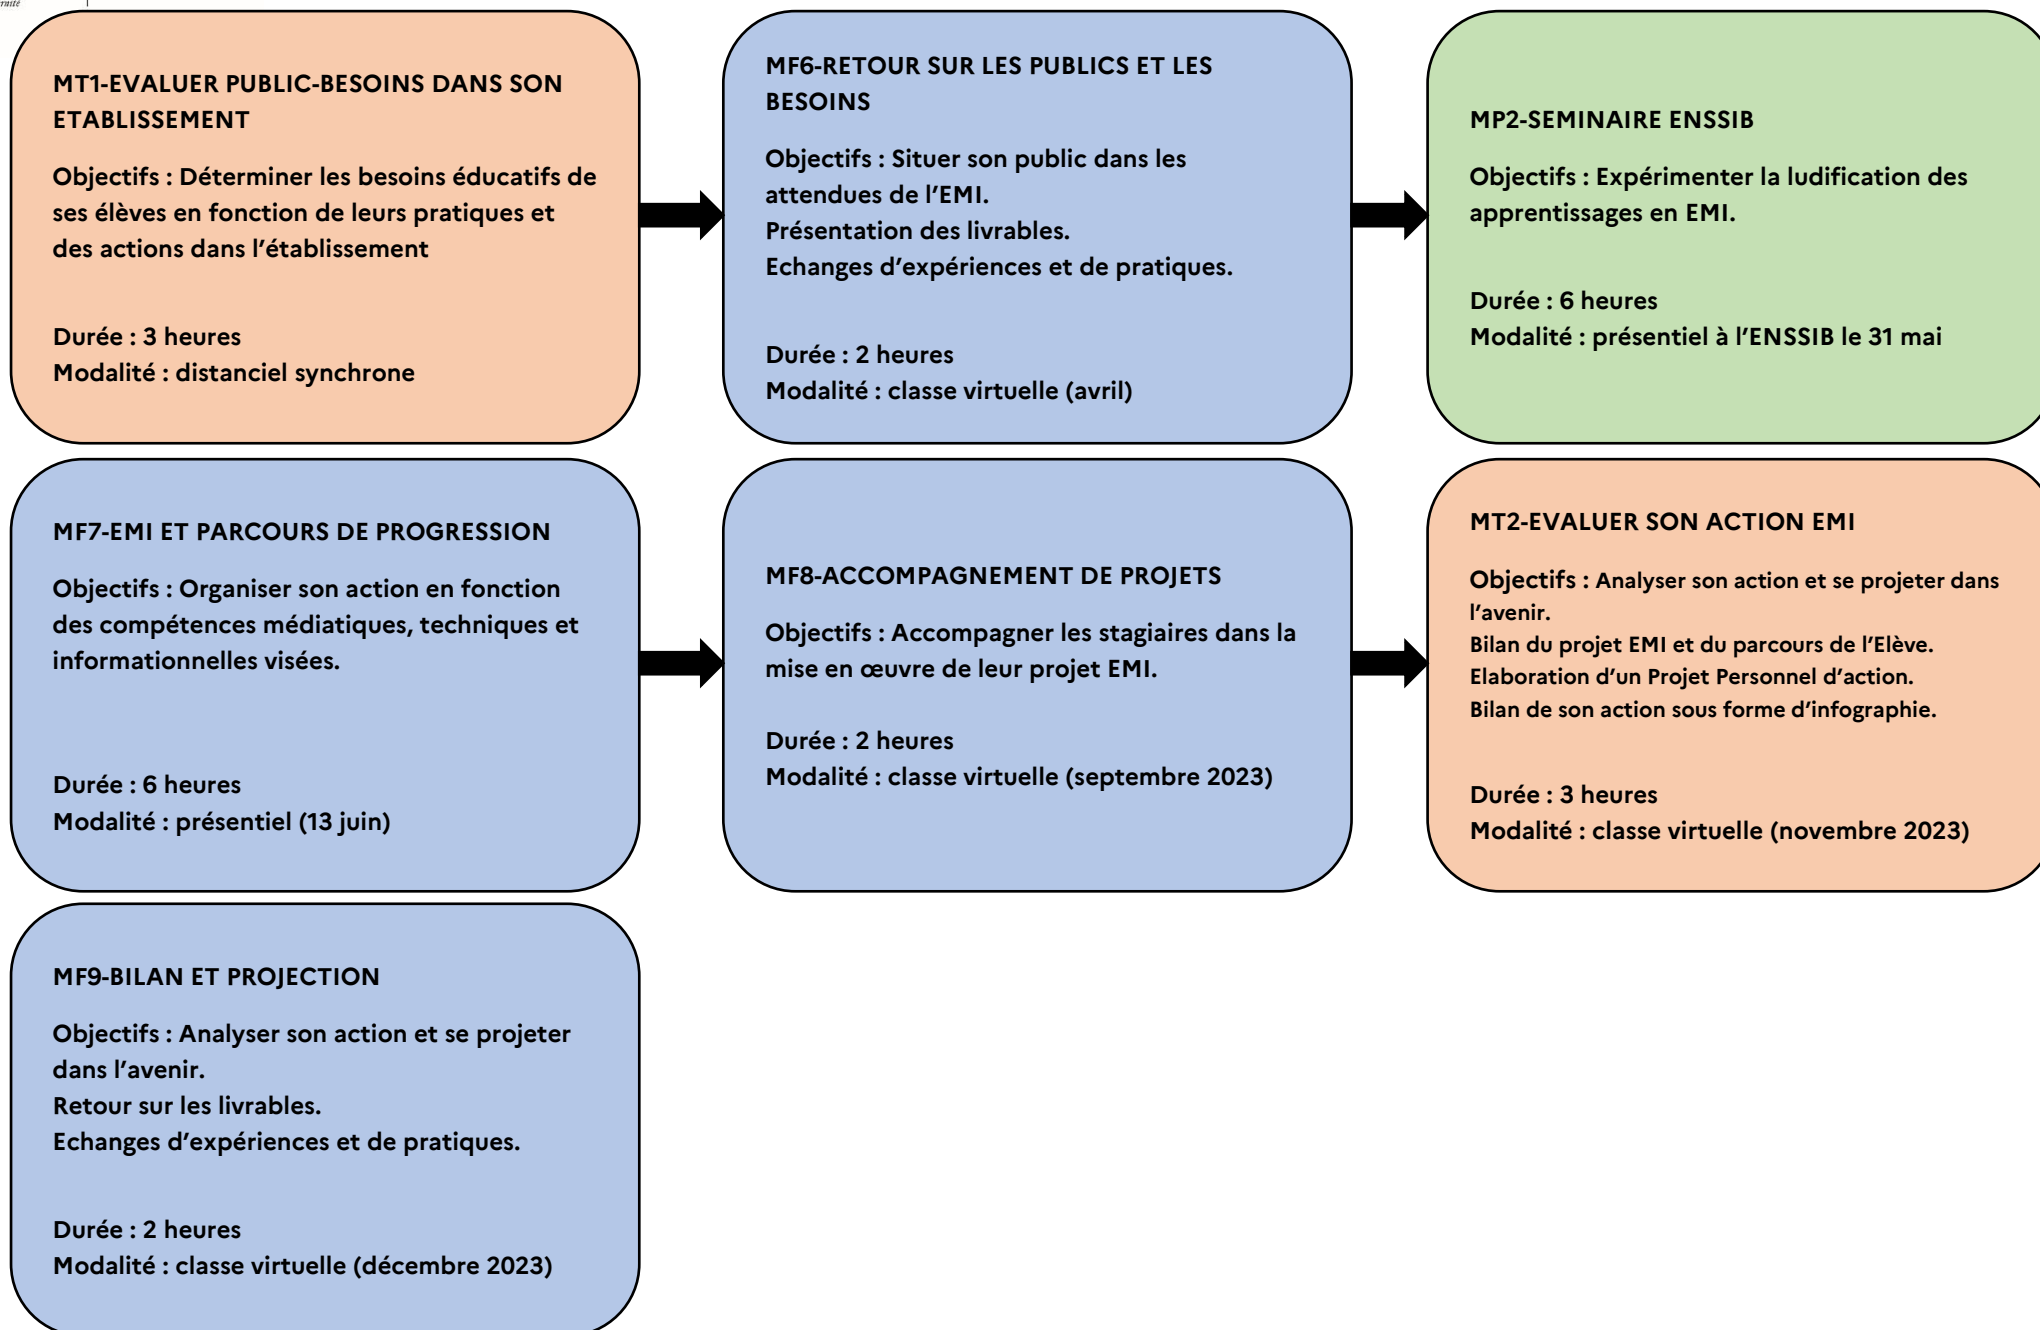 MT1-EVALUER PUBLIC-BESOINS DANS SON
ETABLISSEMENT
Objectifs : Déterminer les besoins éducatifs de
ses élèves en fonction de leurs pratiques et
des actions dans l’établissement
Durée : 3 heures
Modalité : distanciel synchrone
MF6-RETOUR SUR LES PUBLICS ET LES
BESOINS
Objectifs : Situer son public dans les
attendues de l’EMI.
Présentation des livrables.
Echanges d’expériences et de pratiques.
Durée : 2 heures
Modalité : classe virtuelle (avril)
MP2-SEMINAIRE ENSSIB
Objectifs : Expérimenter la ludification des
apprentissages en EMI.
Durée : 6 heures
Modalité : présentiel à l’ENSSIB le 31 mai
MF7-EMI ET PARCOURS DE PROGRESSION
Objectifs : Organiser son action en fonction
des compétences médiatiques, techniques et
informationnelles visées.
Durée : 6 heures
Modalité : présentiel (13 juin)
MF8-ACCOMPAGNEMENT DE PROJETS
Objectifs : Accompagner les stagiaires dans la
mise en œuvre de leur projet EMI.
Durée : 2 heures
Modalité : classe virtuelle (septembre 2023)
MT2-EVALUER SON ACTION EMI
Objectifs : Analyser son action et se projeter dans
l’avenir.
Bilan du projet EMI et du parcours de l’Elève.
Elaboration d’un Projet Personnel d’action.
Bilan de son action sous forme d’infographie.
Durée : 3 heures
Modalité : classe virtuelle (novembre 2023)
MF9-BILAN ET PROJECTION
Objectifs : Analyser son action et se projeter
dans l’avenir.
Retour sur les livrables.
Echanges d’expériences et de pratiques.
Durée : 2 heures
Modalité : classe virtuelle (décembre 2023)